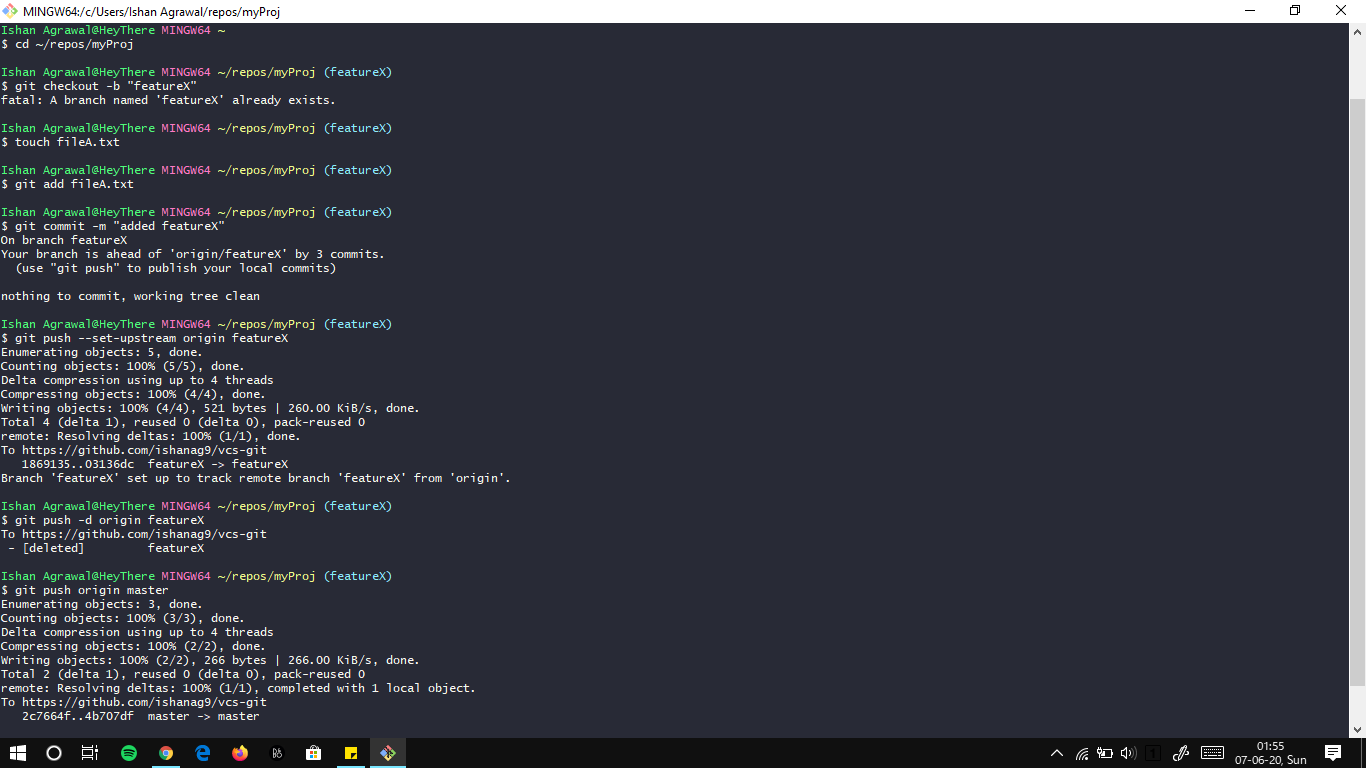 MINGW64:/c/Users/Ishan Agrawal/repos/myProj
Ishan Agrawal@HeyThere MINGW64 ~
$ cd ~/repos/myProj
Ishan Agrawal@HeyThere MINGW64 ~/repos/myProj (featureX)
$ git checkout -b "featureX"
fatal: A branch named 'featureX' already exists.
Ishan Agrawal@HeyThere MINGW64 ~/repos/myProj (featureX)
$ touch fileA.txt
Ishan Agrawal@HeyThere MINGW64 ~/repos/myProj (featureX)
$ git add fileA.txt
Ishan Agrawal@HeyThere MINGW64 ~/repos/myProj (featureX)
$ git commit -m "added featureX"
On branch featureX
Your branch is ahead of 'origin/featureX' by 3 commits.
  (use "git push" to publish your local commits)
nothing to commit, working tree clean
Ishan Agrawal@HeyThere MINGW64 ~/repos/myProj (featureX)
$ git push --set-upstream origin featureX
Enumerating objects: 5, done.
Counting objects: 100% (5/5), done.
Delta compression using up to 4 threads
Compressing objects: 100% (4/4), done.
Writing objects: 100% (4/4), 521 bytes | 260.00 KiB/s, done.
Total 4 (delta 1), reused 0 (delta 0), pack-reused 0
remote: Resolving deltas: 100% (1/1), done.
To https://github.com/ishanag9/vcs-git
   1869135..03136dc  featureX -> featureX
Branch 'featureX' set up to track remote branch 'featureX' from 'origin'.
Ishan Agrawal@HeyThere MINGW64 ~/repos/myProj (featureX)
$ git push -d origin featureX
To https://github.com/ishanag9/vcs-git
 - [deleted]         featureX
Ishan Agrawal@HeyThere MINGW64 ~/repos/myProj (featureX)
$ git push origin master
Enumerating objects: 3, done.
Counting objects: 100% (3/3), done.
Delta compression using up to 4 threads
Compressing objects: 100% (2/2), done.
Writing objects: 100% (2/2), 266 bytes | 266.00 KiB/s, done.
Total 2 (delta 1), reused 0 (delta 0), pack-reused 0
remote: Resolving deltas: 100% (1/1), completed with 1 local object.
To https://github.com/ishanag9/vcs-git
   2c7664f..4b707df  master -> master
01:55
07-06-20, Sun